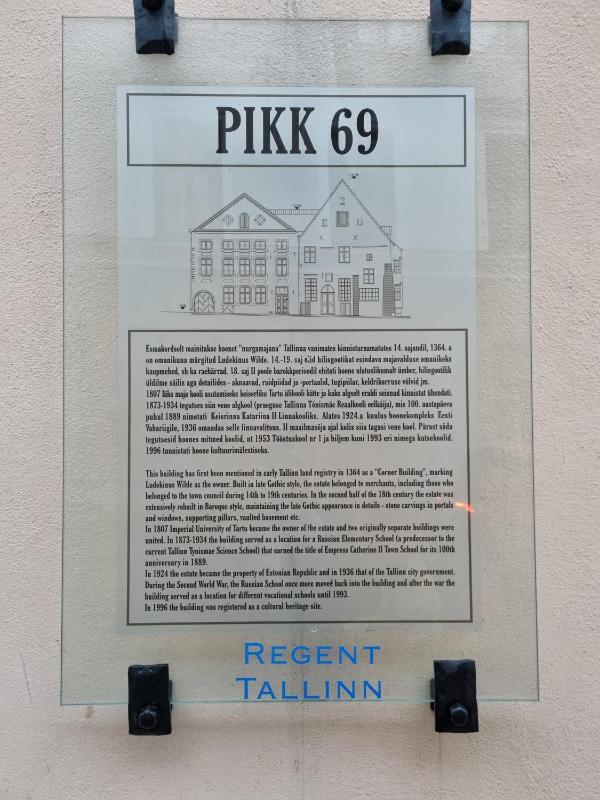 PIKK 69
Esmakordselt mainitakse hoonet "nurgamajana" Tallinna vanimates kinnisturaamatutes 14. sajandil, 1364. a
on omanikuna märgitud Ludekinus Wilde. 14.-19. saj olid hilisgootikat esindava majavalduse omanikeks
kaupmehed, sh ka raehärrad. 18. saj II poole barokkperioodil ehitati hoone ulatuslikumalt ümber, hilisgootilik
üldilme säilis aga detailides - aknaavad, raidpiidad ja -portaalid, tugipiilar, keldrikorruse võlvid jm.
1807 läks maja kooli asutamiseks keiserliku Tartu ülikooli kätte ja kaks algselt eraldi seisnud kinnistut ühendati.
1873-1934 tegutses siin vene algkool (praeguse Tallinna Tõnismäe Reaalkooli eelkäija), mis 100. aastapäeva
puhul 1889 nimetati Keisrinna Katariina II Linnakooliks. Alates 1924.a kuulus hoonekompleks Eesti
Vabariigile, 1936 omandas selle linnavalitsus. II maailmasõja ajal kolis siia tagasi vene kool. Pärast sõda
tegutsesid hoones mitmed koolid, nt 1953 Tööstuskool nr 1 ja hiljem kuni 1993 eri nimega kutsekoolid.
1996 tunnistati hoone kultuurimälestiseks.
This building has first been mentioned in early Tallinn land registry in 1364 as a "Corner Building", marking
Ludekinus Wilde as the owner. Built in late Gothic style, the estate belonged to merchants, including those who
belonged to the town council during 14th to 19th centuries. In the second half of the 18th century the estate was
extensively rebuilt in Baroque style, maintaining the late Gothic appearance in details - stone carvings in portals
and windows, supporting pillars, vaulted basement etc.
In 1807 Imperial University of Tartu became the owner of the estate and two originally separate buildings were
united. In 1873-1934 the building served as a location for a Russian Elementary School (a predecessor to the
current Tallinn Tynismae Science School) that earned the title of Empress Catherine II Town School for its 100th
anniversary in 1889.
In 1924 the estate became the property of Estonian Republic and in 1936 that of the Tallinn city government.
During the Second World War, the Russian School once more moved back into the building and after the war the
building served as a location for different vocational schools until 1993.
In 1996 the building was registered as a cultural heritage site.
REGENT
TALLINN